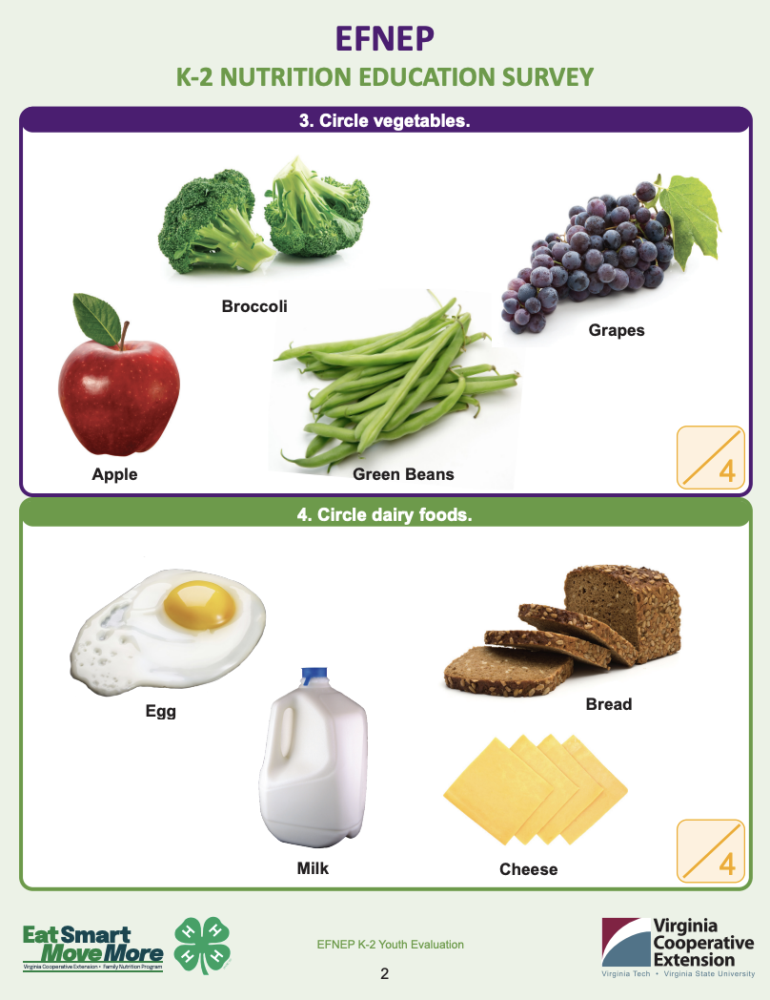 EFNEP
K-2 NUTRITION EDUCATION SURVEY
3. Circle vegetables.
Broccoli
Grapes
Apple
Green Beans
4
4. Circle dairy foods.
Egg
Bread
Milk
Cheese
4
Eat Smart
Move More
Virginia Cooperative Extension • Family Nutrition Program
H H
H H
EFNEP K-2 Youth Evaluation
2
Virginia
Cooperative
Extension
Virginia Tech • Virginia State University